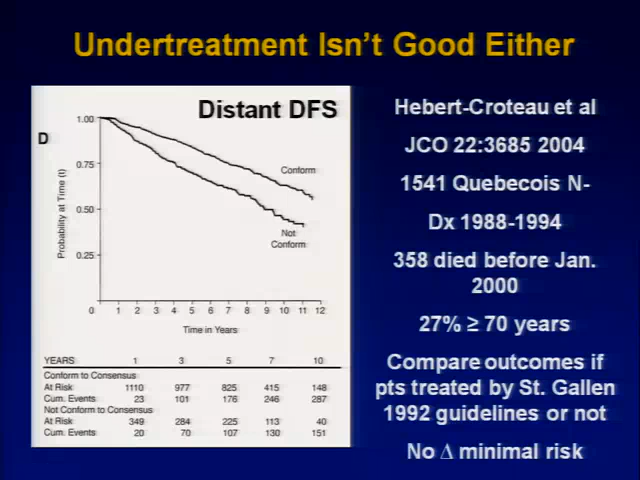 Undertreatment Isn't Good Either
Distant DFS
D
1.00
0.75
0.50
0.25
Probability at Time (t)
Conform
Not
Conform
0 1 2 3 4 5 6 7 8 9 10 11 12
Time in Years
YEARS 1 3 5 7 10
Conform to Consensus
At Risk 1110 977 825 415 148
Cum. Events 23 101 176 246 287
Not Conform to Consensus
At Risk 349 284 225 113 40
Cum. Events 20 70 107 130 151
Hebert-Croteau et al
JCO 22:3685 2004
1541 Quebecois N-
Dx 1988-1994
358 died before Jan.
2000
27% ≥ 70 years
Compare outcomes if
pts treated by St. Gallen
1992 guidelines or not
No Δ minimal risk